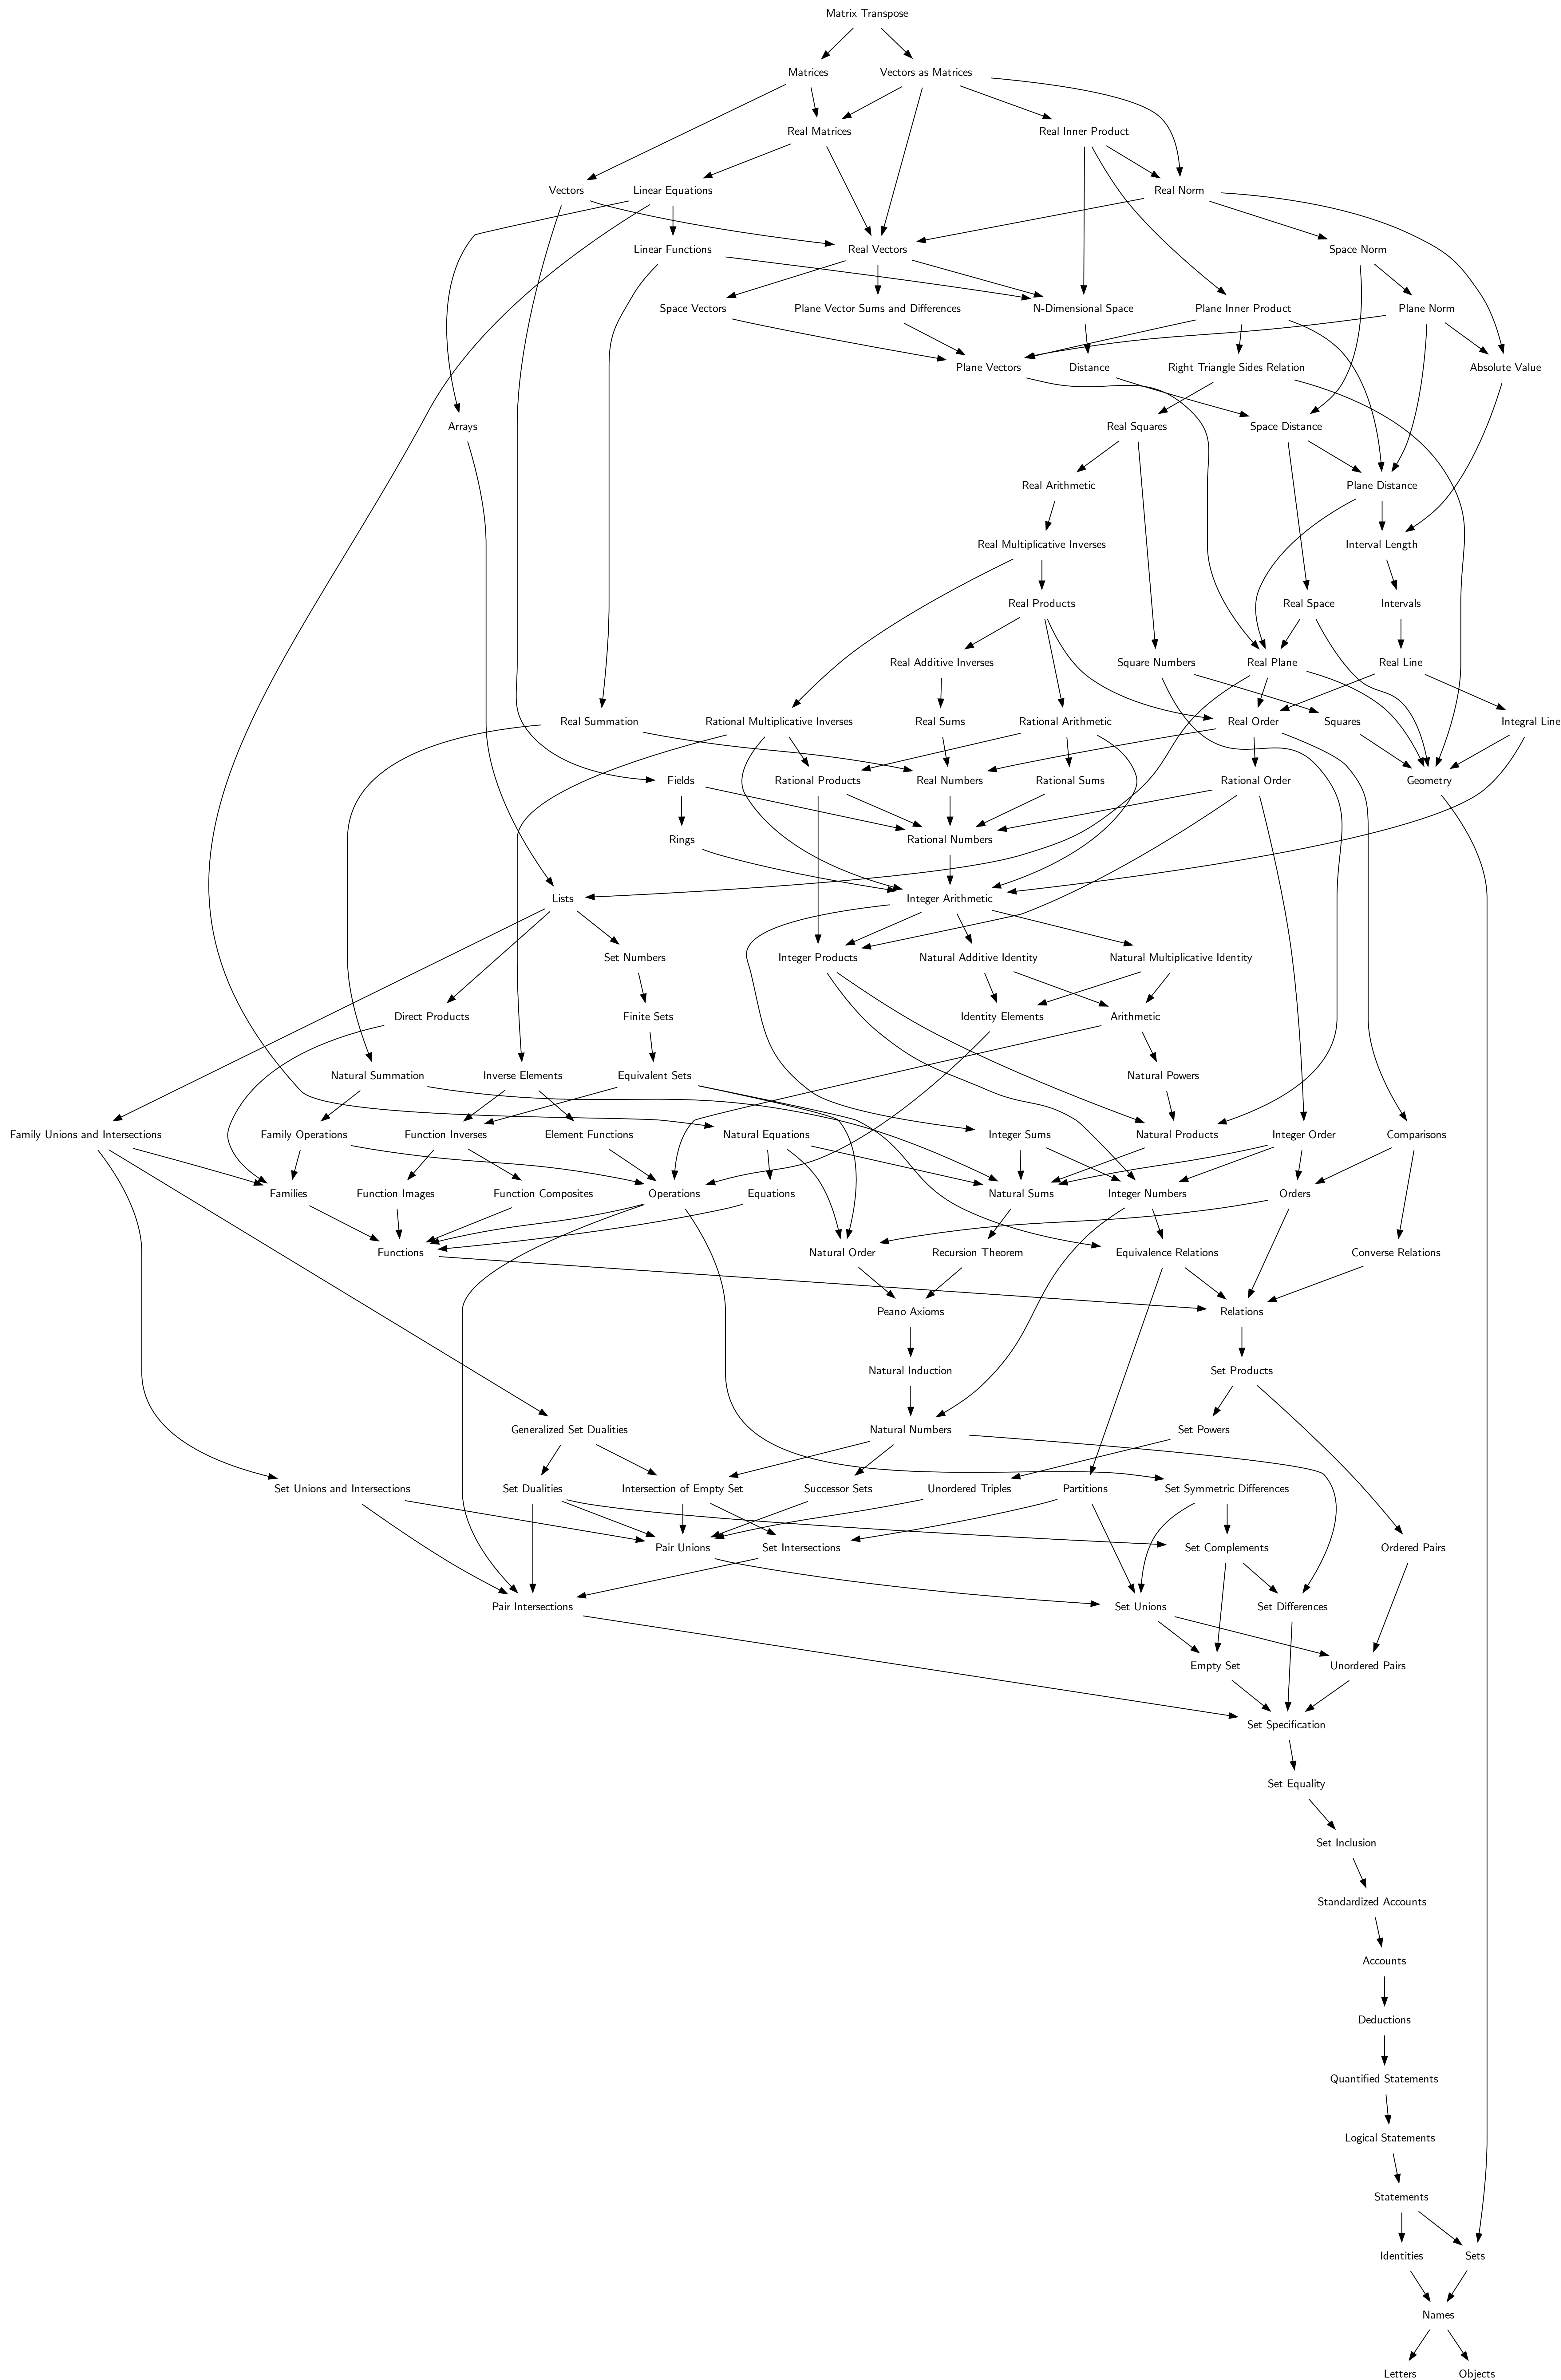 Matrix Transpose
Matrices
Vectors as Matrices
Real Matrices
Real Inner Product
Vectors
Linear Equations
Real Norm
Linear Functions
Real Vectors
Space Norm
Space Vectors
Plane Vector Sums and Differences
N-Dimensional Space
Plane Inner Product
Plane Norm
Plane Vectors
Distance
Right Triangle Sides Relation
Absolute Value
Arrays
Real Squares
Space Distance
Real Arithmetic
Plane Distance
Real Multiplicative Inverses
Interval Length
Real Products
Real Space
Intervals
Real Additive Inverses
Square Numbers
Real Plane
Real Line
Real Summation
Rational Multiplicative Inverses
Real Sums
Rational Arithmetic
Real Order
Squares
Integral Line
Fields
Rational Products
Real Numbers
Rational Sums
Rational Order
Geometry
Rings
Rational Numbers
Lists
Integer Arithmetic
Set Numbers
Integer Products
Natural Additive Identity
Natural Multiplicative Identity
Direct Products
Finite Sets
Identity Elements
Arithmetic
Natural Summation
Inverse Elements
Equivalent Sets
Natural Powers
Family Unions and Intersections
Family Operations
Function Inverses
Element Functions
Natural Equations
Integer Sums
Natural Products
Integer Order
Comparisons
Families
Function Images
Function Composites
Operations
Equations
Natural Sums
Integer Numbers
Orders
Functions
Natural Order
Recursion Theorem
Equivalence Relations
Converse Relations
Peano Axioms
Relations
Natural Induction
Set Products
Generalized Set Dualities
Natural Numbers
Set Powers
Set Unions and Intersections
Set Dualities
Intersection of Empty Set
Successor Sets
Unordered Triples
Partitions
Set Symmetric Differences
Pair Unions
Set Intersections
Set Complements
Ordered Pairs
Pair Intersections
Set Unions
Set Differences
Empty Set
Unordered Pairs
Set Specification
Set Equality
Set Inclusion
Standardized Accounts
Accounts
Deductions
Quantified Statements
Logical Statements
Statements
Identities
Sets
Names
Letters
Objects